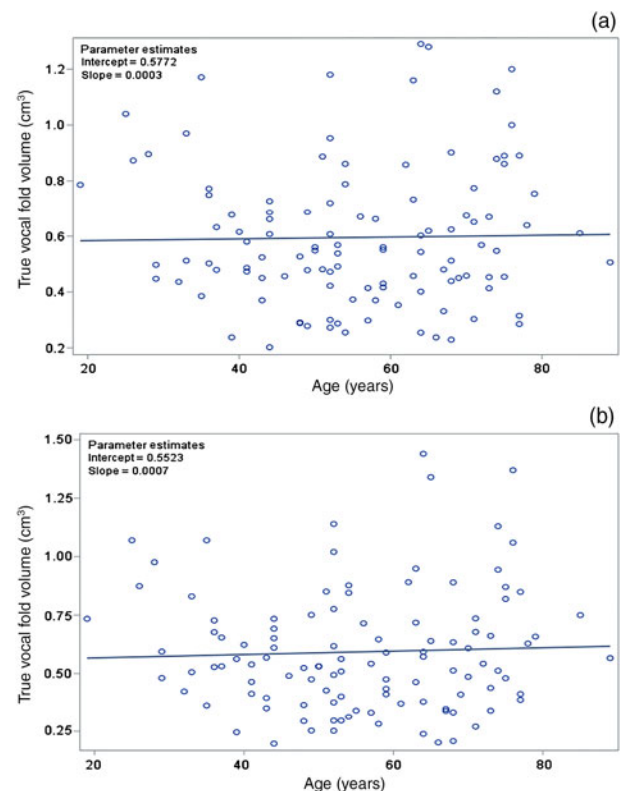 (a)
Parameter estimates
Intercept = 0.5772
Slope = 0.0003
True vocal fold volume (cm³)
1.2
1.0
0.8
0.6
0.4
0.2
20 40 60 80
Age (years)
(b)
Parameter estimates
Intercept = 0.5523
Slope = 0.0007
True vocal fold volume (cm³)
1.50
1.25
1.00
0.75
0.50
0.25
20 40 60 80
Age (years)